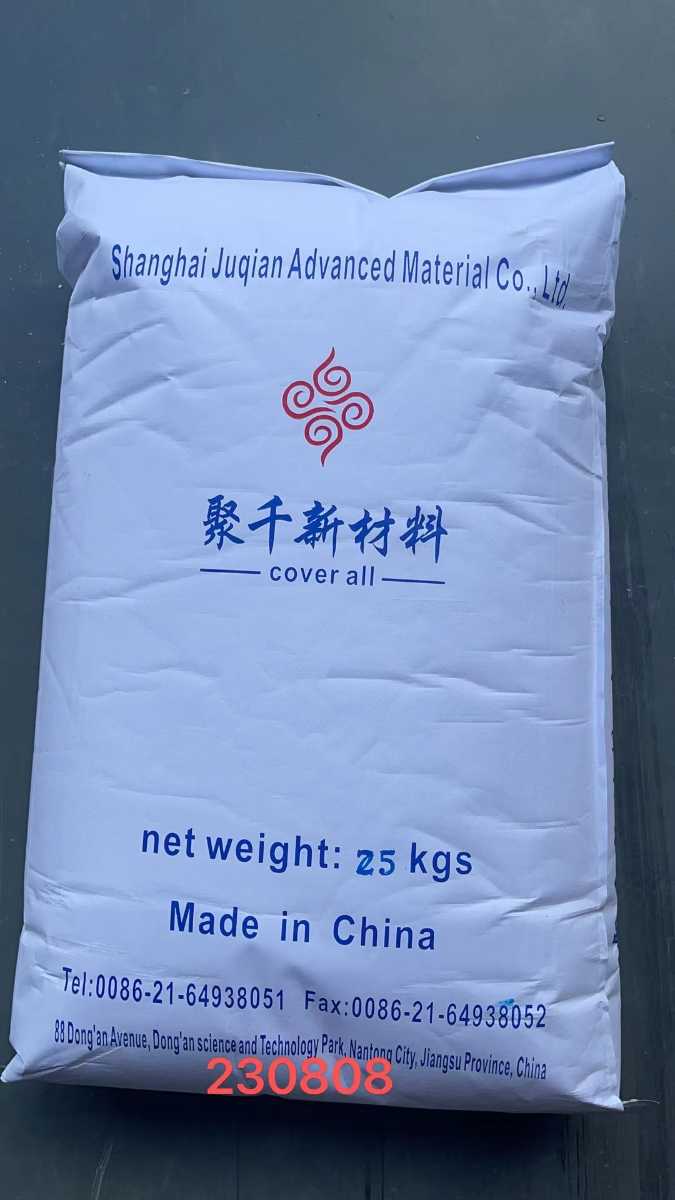 Shanghai Juqian Advanced Material Co., Ltd.
聚千新材料
cover all
net weight: 25 kgs
Made in China
Tel:0086-21-64938051 Fax:0086-21-64938052
88 Dong'an Avenue, Dong'an science and Technology Park, Nantong City, Jiangsu Province, China
230808